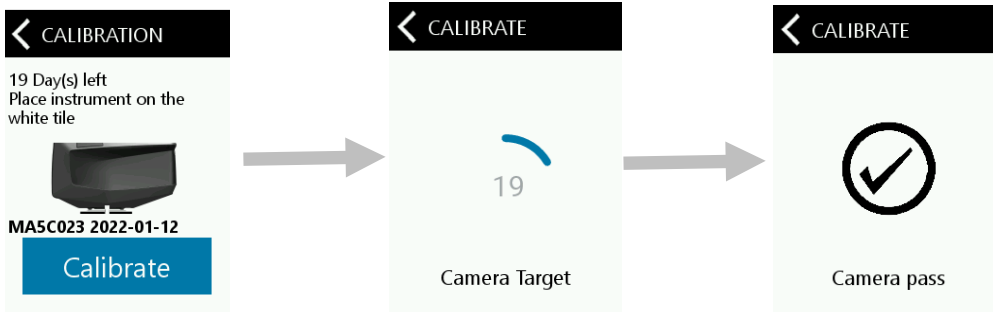 CALIBRATION
19 Day(s) left
Place instrument on the
white tile
MA5C023 2022-01-12
Calibrate
CALIBRATE
19
Camera Target
CALIBRATE
Camera pass